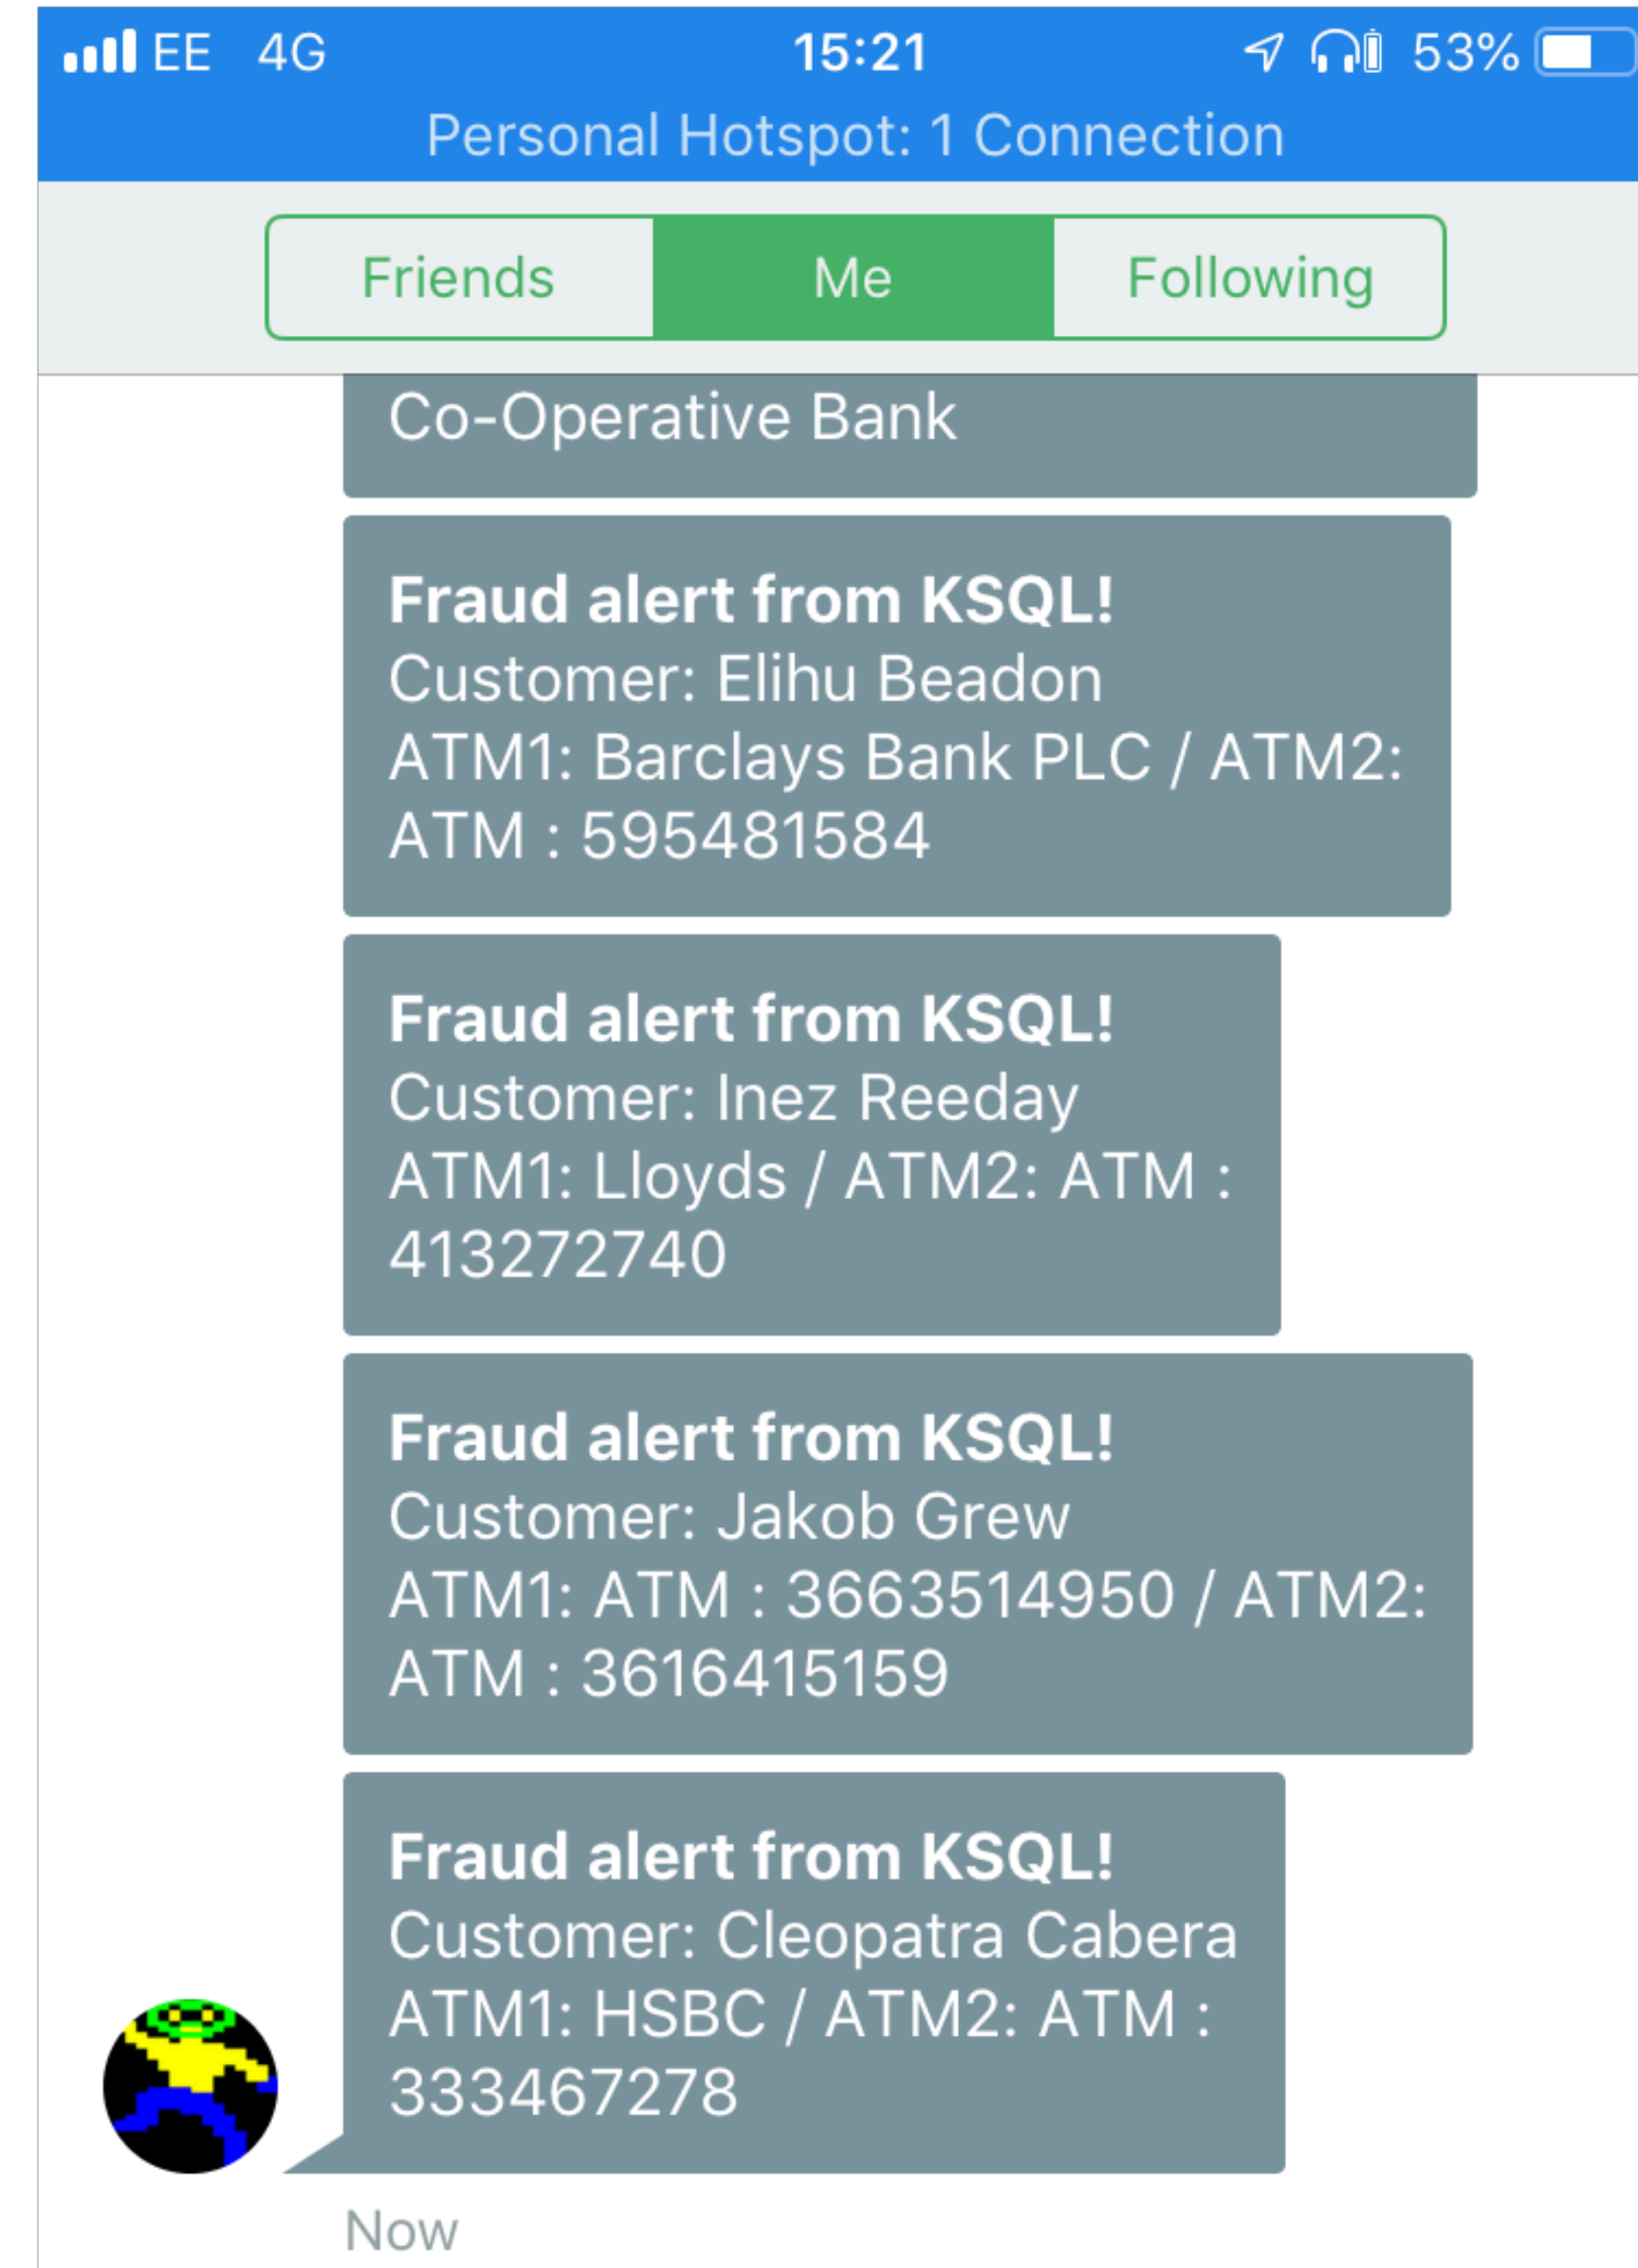 EE 4G 15:21 53%
Personal Hotspot: 1 Connection
Friends Me Following
Co-Operative Bank
Fraud alert from KSQL!
Customer: Elihu Beadon
ATM1: Barclays Bank PLC / ATM2:
ATM : 595481584
Fraud alert from KSQL!
Customer: Inez Reeday
ATM1: Lloyds / ATM2: ATM :
413272740
Fraud alert from KSQL!
Customer: Jakob Grew
ATM1: ATM : 3663514950 / ATM2:
ATM : 3616415159
Fraud alert from KSQL!
Customer: Cleopatra Cabera
ATM1: HSBC / ATM2: ATM :
333467278
Now